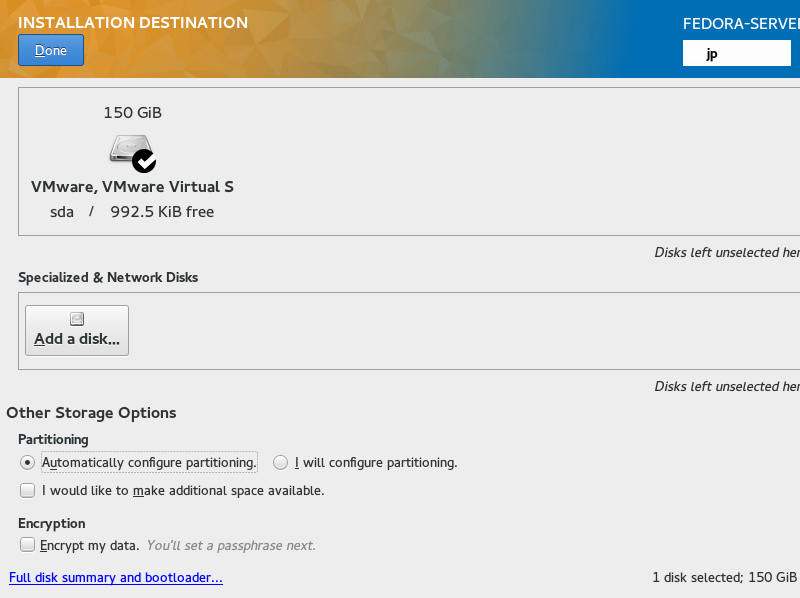 INSTALLATION DESTINATION
FEDORA-SERVER
Done
jp
150 GiB
VMware, VMware Virtual S
sda / 992.5 KiB free
Disks left unselected her
Specialized & Network Disks
Add a disk...
Disks left unselected her
Other Storage Options
Partitioning
Automatically configure partitioning. I will configure partitioning.
I would like to make additional space available.
Encryption
Encrypt my data. You'll set a passphrase next.
Full disk summary and bootloader...
1 disk selected; 150 GiB